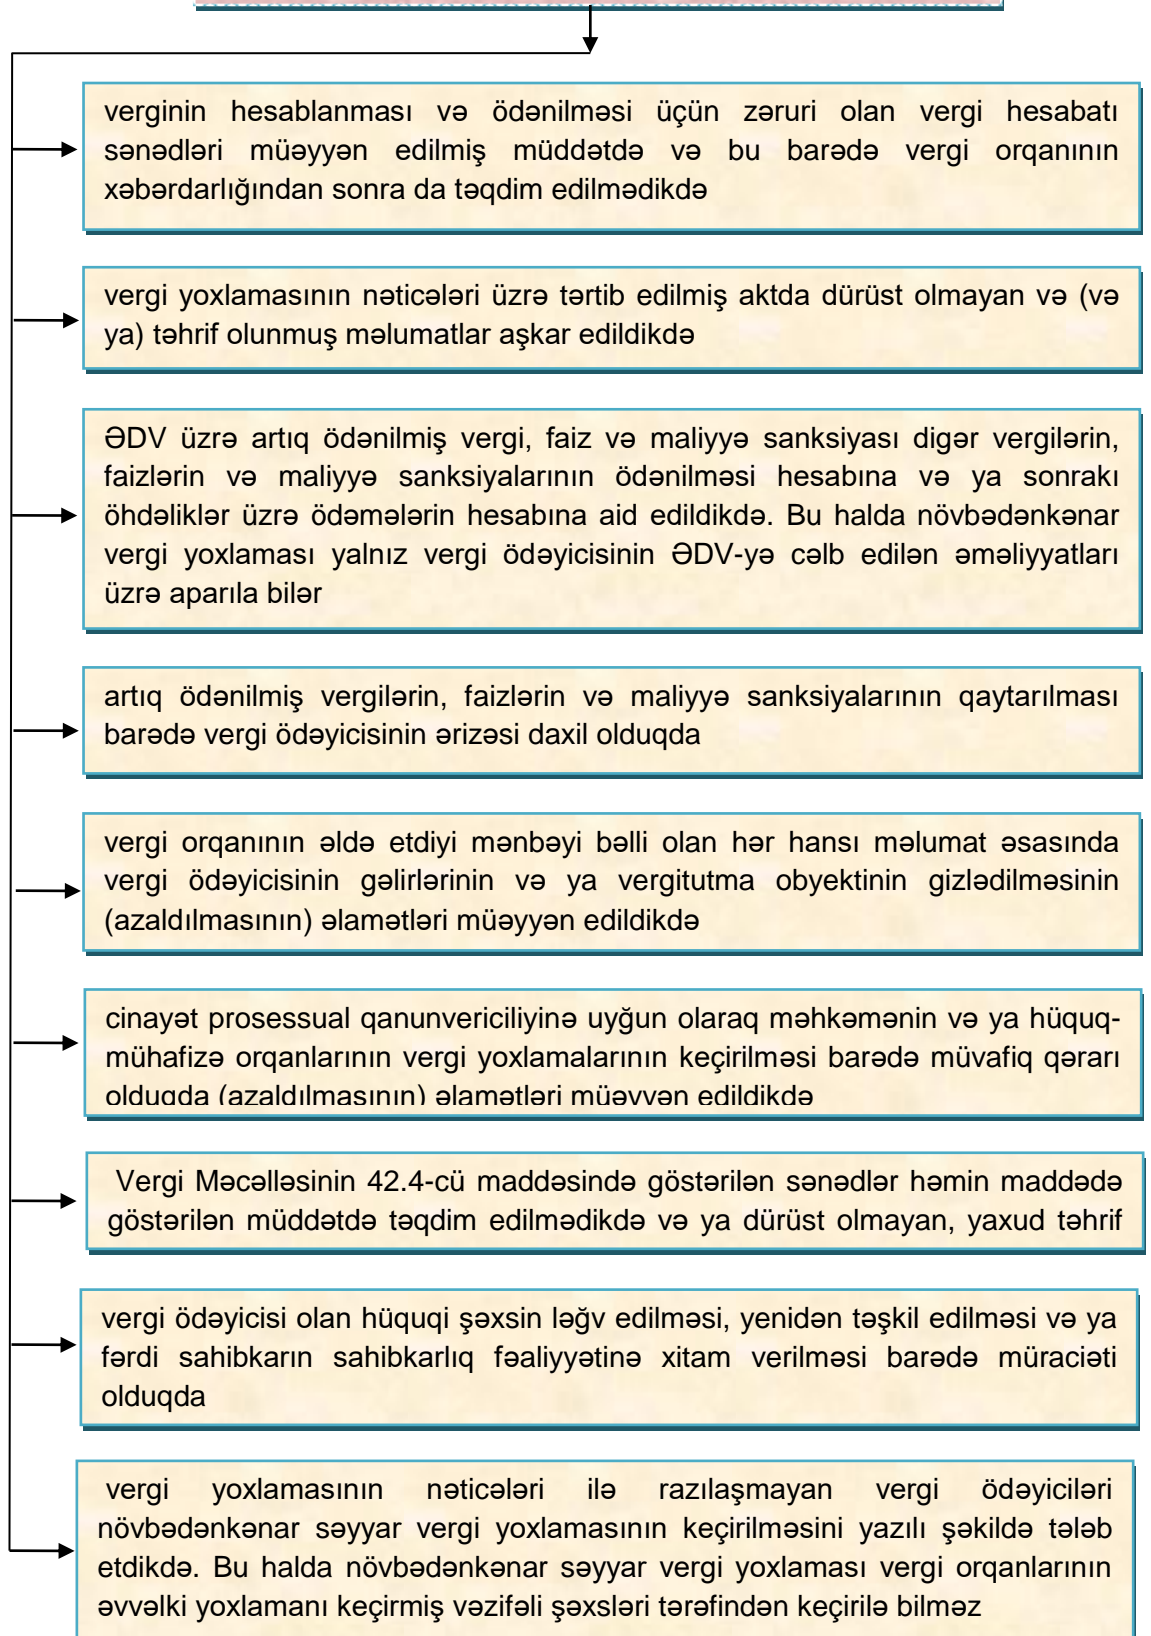 verginin hesablanması və ödənilməsi üçün zəruri olan vergi hesabatı
sənədləri müəyyən edilmiş müddətdə və bu barədə vergi orqanının
xəbərdarlığından sonra da təqdim edilmədikdə
vergi yoxlamasının nəticələri üzrə tərtib edilmiş aktda dürüst olmayan və (və
ya) təhrif olunmuş məlumatlar aşkar edildikdə
ƏDV üzrə artıq ödənilmiş vergi, faiz və maliyyə sanksiyası digər vergilərin,
faizlərin və maliyyə sanksiyalarının ödənilməsi hesabına və ya sonrakı
öhdəliklər üzrə ödəmələrin hesabına aid edildikdə. Bu halda növbədənkənar
vergi yoxlaması yalnız vergi ödəyicisinin ƏDV-yə cəlb edilən əməliyyatları
üzrə aparıla bilər
artıq ödənilmiş vergilərin, faizlərin və maliyyə sanksiyalarının qaytarılması
barədə vergi ödəyicisinin ərizəsi daxil olduqda
vergi orqanının əldə etdiyi mənbəyi bəlli olan hər hansı məlumat əsasında
vergi ödəyicisinin gəlirlərinin və ya vergitutma obyektinin gizlədilməsinin
(azaldılmasının) əlamətləri müəyyən edildikdə
cinayət prosessual qanunvericiliyinə uyğun olaraq məhkəmənin və ya hüquq-
mühafizə orqanlarının vergi yoxlamalarının keçirilməsi barədə müvafiq qərarı
olduqda (azaldılmasının) əlamətləri müəyyən edildikdə
Vergi Məcəlləsinin 42.4-cü maddəsində göstərilən sənədlər həmin maddədə
göstərilən müddətdə təqdim edilmədikdə və ya dürüst olmayan, yaxud təhrif
vergi ödəyicisi olan hüquqi şəxsin ləğv edilməsi, yenidən təşkil edilməsi və ya
fərdi sahibkarın sahibkarlıq fəaliyyətinə xitam verilməsi barədə müraciəti
olduqda
vergi yoxlamasının nəticələri ilə razılaşmayan vergi ödəyiciləri
növbədənkənar səyyar vergi yoxlamasının keçirilməsini yazılı şəkildə tələb
etdikdə. Bu halda növbədənkənar səyyar vergi yoxlaması vergi orqanlarının
əvvəlki yoxlamanı keçirmiş vəzifəli şəxsləri tərəfindən keçirilə bilməz